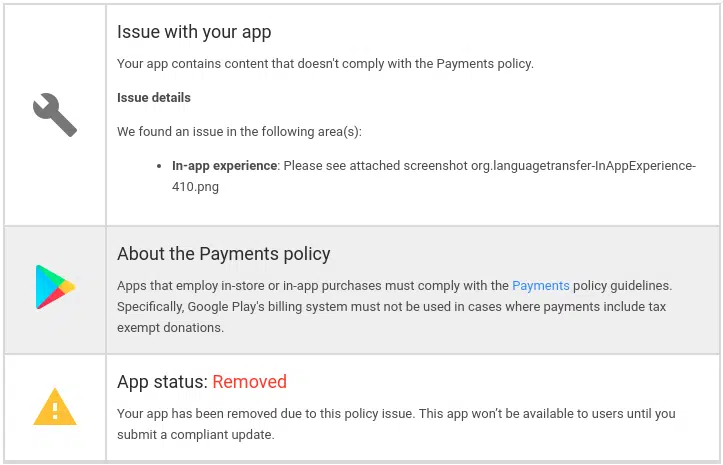 Issue with your app
Your app contains content that doesn't comply with the Payments policy.
Issue details
We found an issue in the following area(s):
• In-app experience: Please see attached screenshot org.languagetransfer-InAppExperience-
410.png
About the Payments policy
Apps that employ in-store or in-app purchases must comply with the Payments policy guidelines.
Specifically, Google Play's billing system must not be used in cases where payments include tax
exempt donations.
App status: Removed
Your app has been removed due to this policy issue. This app won't be available to users until you
submit a compliant update.